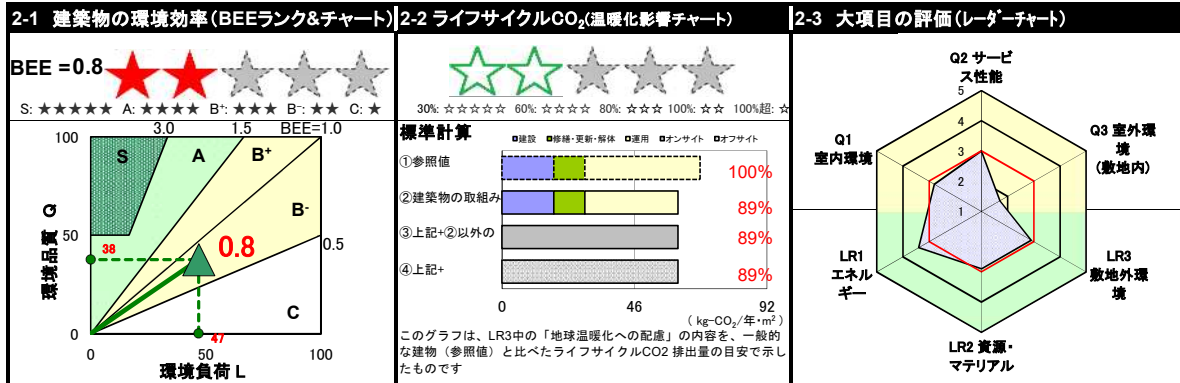 2-1 建築物の環境効率(BEEランク&チャート)
BEE = 0.8
S: ★★★★★ A: ★★★★ B+: ★★★ B-: ★★ C: ★
3.0 1.5 BEE=1.0
100
S A B+
B-
50
0.5
38
0.8
C
47
0 50 100
環境品質 Q
環境負荷 L
2-2 ライフサイクルCO2(温暖化影響チャート)
30%: ☆☆☆☆☆ 60%: ☆☆☆☆ 80%: ☆☆☆ 100%: ☆☆ 100%超: ☆
標準計算
建設 修繕・更新・解体 運用 オンサイト オフサイト
①参照値 100%
②建築物の取組み 89%
③上記+②以外の 89%
④上記+ 89%
0 46 92
( kg-CO2/年・m2 )
このグラフは、LR3中の「地球温暖化への配慮」の内容を、一般的
な建物(参照値)と比べたライフサイクルCO2 排出量の目安で示し
たものです
2-3 大項目の評価(レーダーチャート)
Q2 サービ
ス性能
5
4
3
2
1
Q1
室内環境
Q3 室外環
境
(敷地内)
LR1
エネル
ギー
LR3
敷地外環
境
LR2 資源・
マテリアル